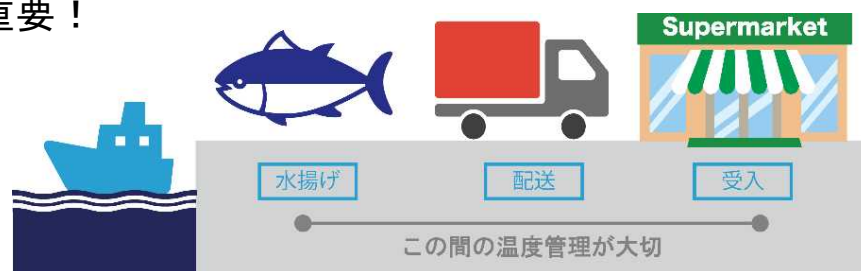 重要！
Supermarket
水揚げ
配送
受入
この間の温度管理が大切